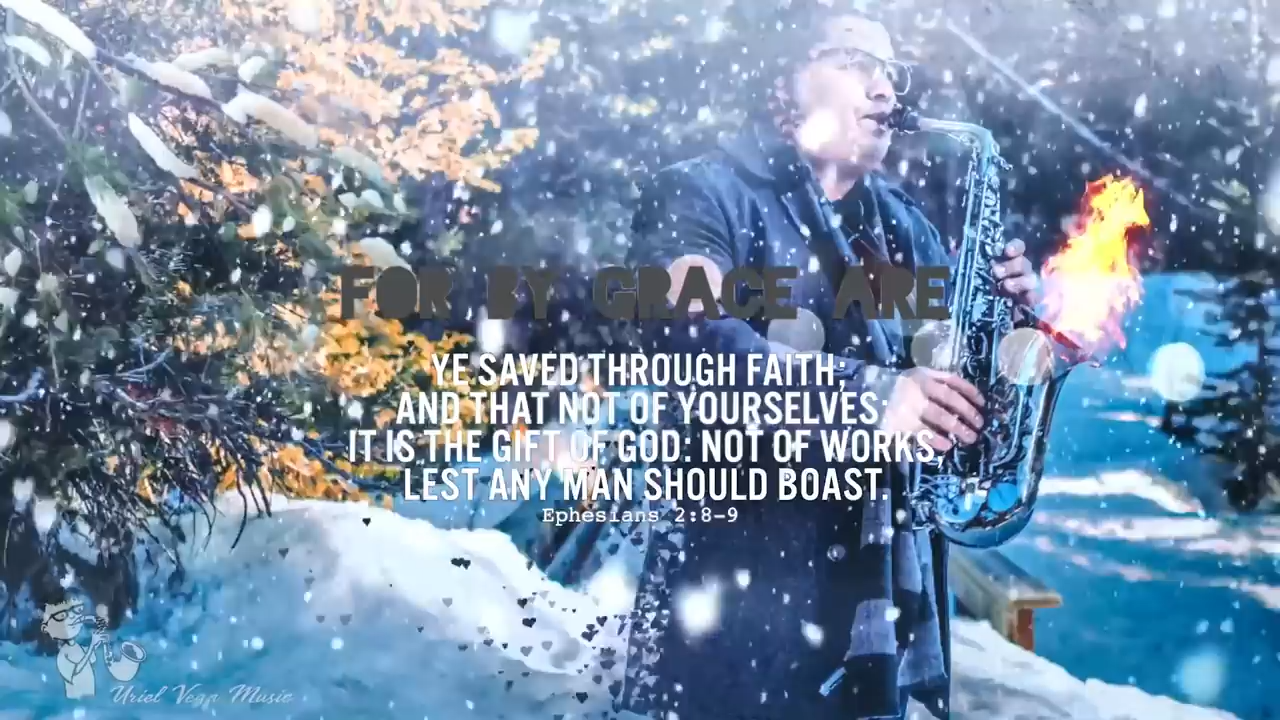 FOR BY GRACE ARE
YE SAVED THROUGH FAITH;
AND THAT NOT OF YOURSELVES:
IT IS THE GIFT OF GOD: NOT OF WORKS,
LEST ANY MAN SHOULD BOAST.
Ephesians 2:8-9
Uriel Vega Music